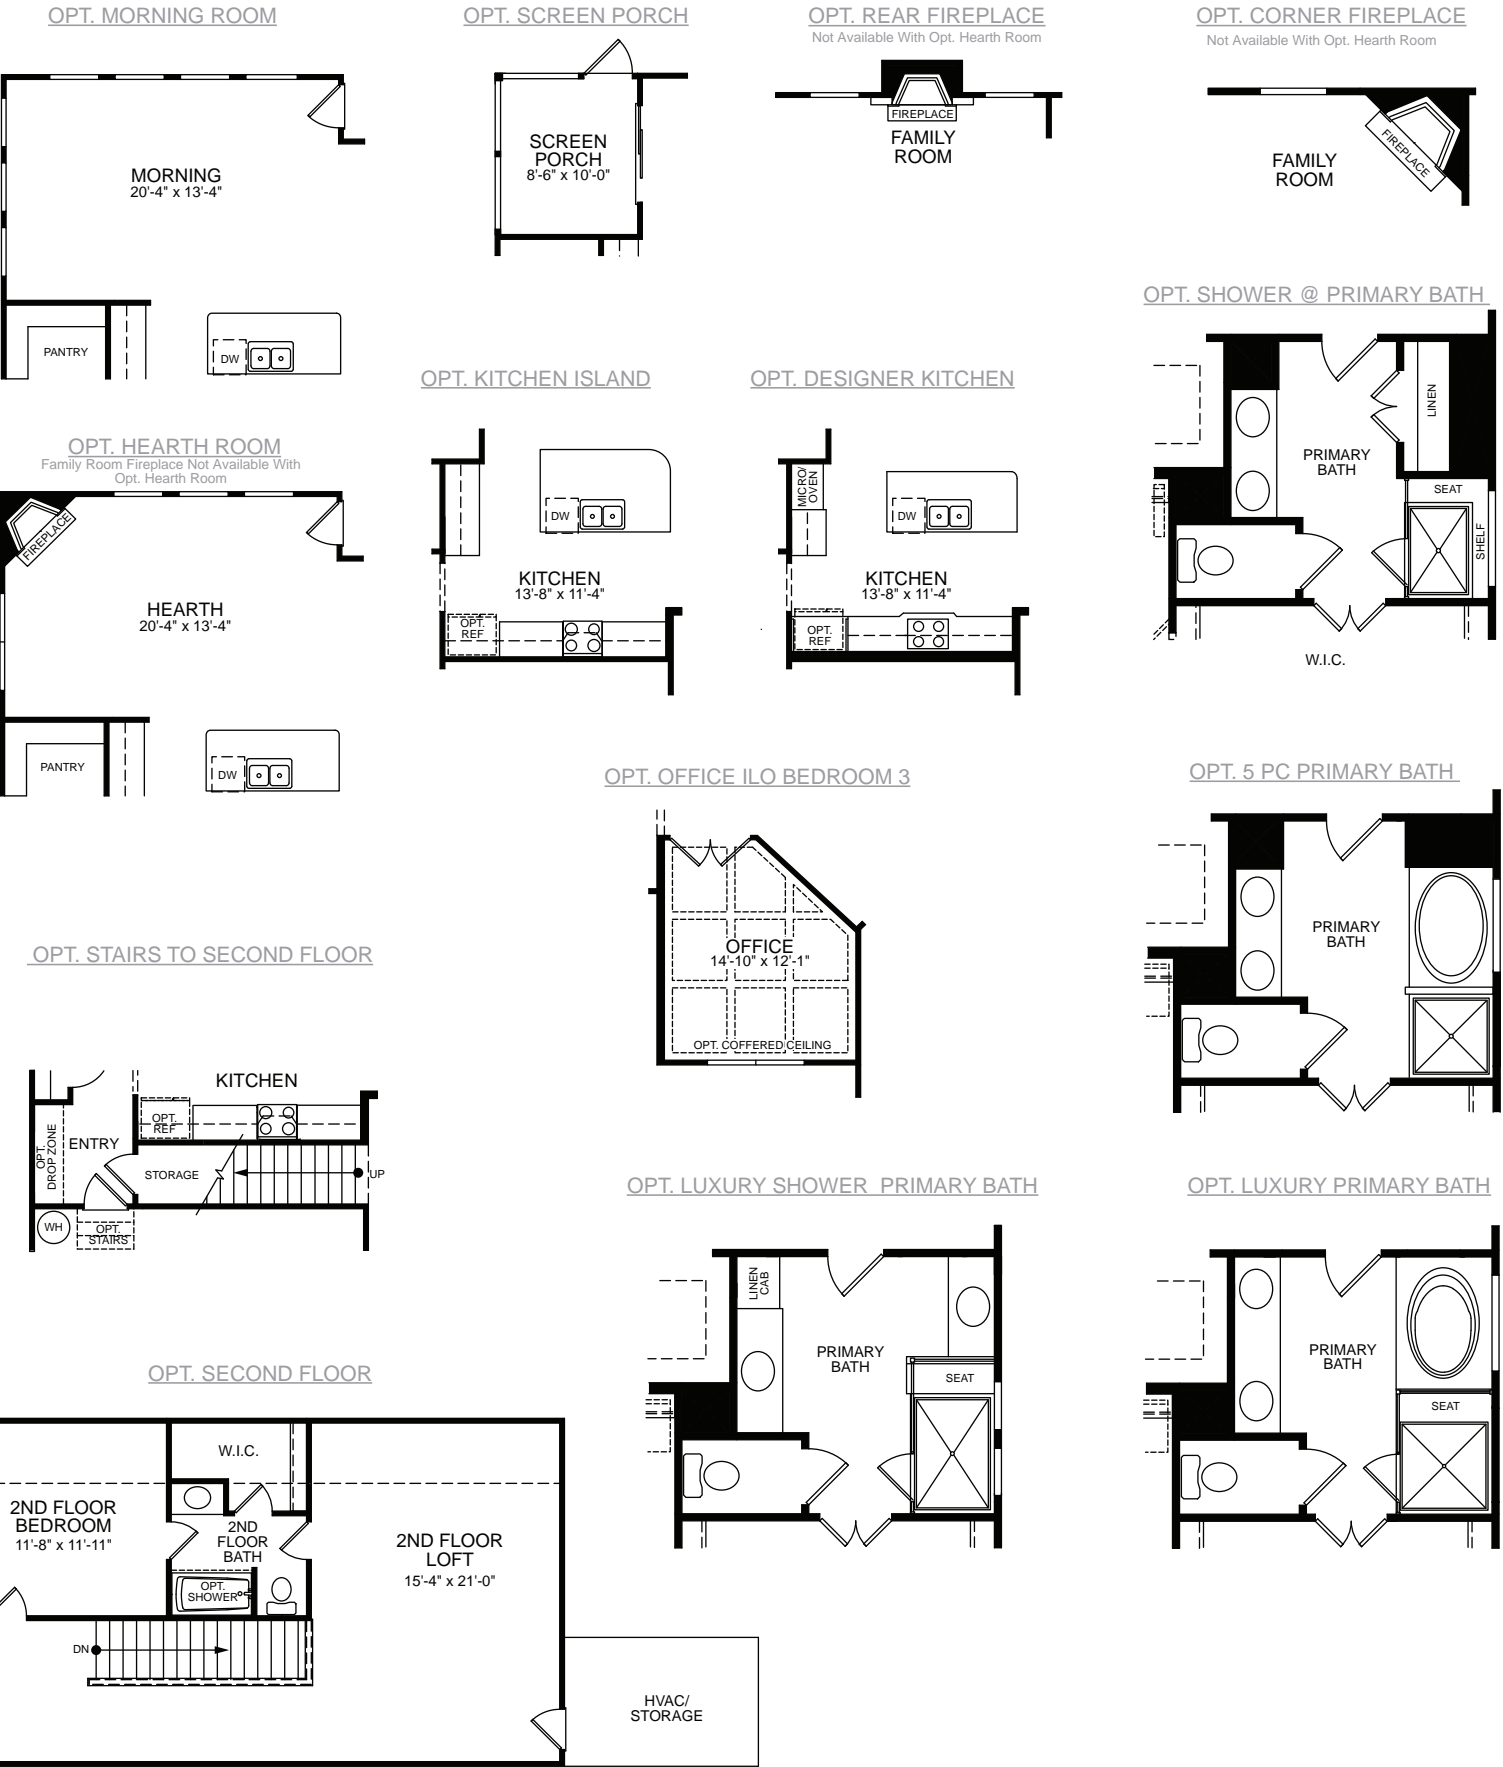 OPT. MORNING ROOM
MORNING
20'-4" x 13'-4"
PANTRY
DW
OPT. SCREEN PORCH
SCREEN
PORCH
8'-6" x 10'-0"
OPT. REAR FIREPLACE
Not Available With Opt. Hearth Room
FIREPLACE
FAMILY
ROOM
OPT. CORNER FIREPLACE
Not Available With Opt. Hearth Room
FIREPLACE
FAMILY
ROOM
OPT. SHOWER @ PRIMARY BATH
LINEN
PRIMARY
BATH
SEAT
SHELF
W.I.C.
OPT. HEARTH ROOM
Family Room Fireplace Not Available With
Opt. Hearth Room
FIREPLACE
HEARTH
20'-4" x 13'-4"
PANTRY
DW
OPT. KITCHEN ISLAND
DW
KITCHEN
13'-8" x 11'-4"
OPT.
REF
OPT. DESIGNER KITCHEN
MICRO/
OVEN
DW
KITCHEN
13'-8" x 11'-4"
OPT.
REF
OPT. OFFICE ILO BEDROOM 3
OFFICE
14'-10" x 12'-1"
OPT. COFFERED CEILING
OPT. 5 PC PRIMARY BATH
PRIMARY
BATH
OPT. STAIRS TO SECOND FLOOR
KITCHEN
OPT.
REF
OPT.
DROP ZONE
ENTRY
STORAGE
UP
WH
OPT.
STAIRS
OPT. LUXURY SHOWER PRIMARY BATH
LINEN
CAB
PRIMARY
BATH
SEAT
OPT. LUXURY PRIMARY BATH
PRIMARY
BATH
SEAT
OPT. SECOND FLOOR
W.I.C.
2ND FLOOR
BEDROOM
11'-8" x 11'-11"
2ND
FLOOR
BATH
OPT.
SHOWER
2ND FLOOR
LOFT
15'-4" x 21'-0"
DN
HVAC/
STORAGE